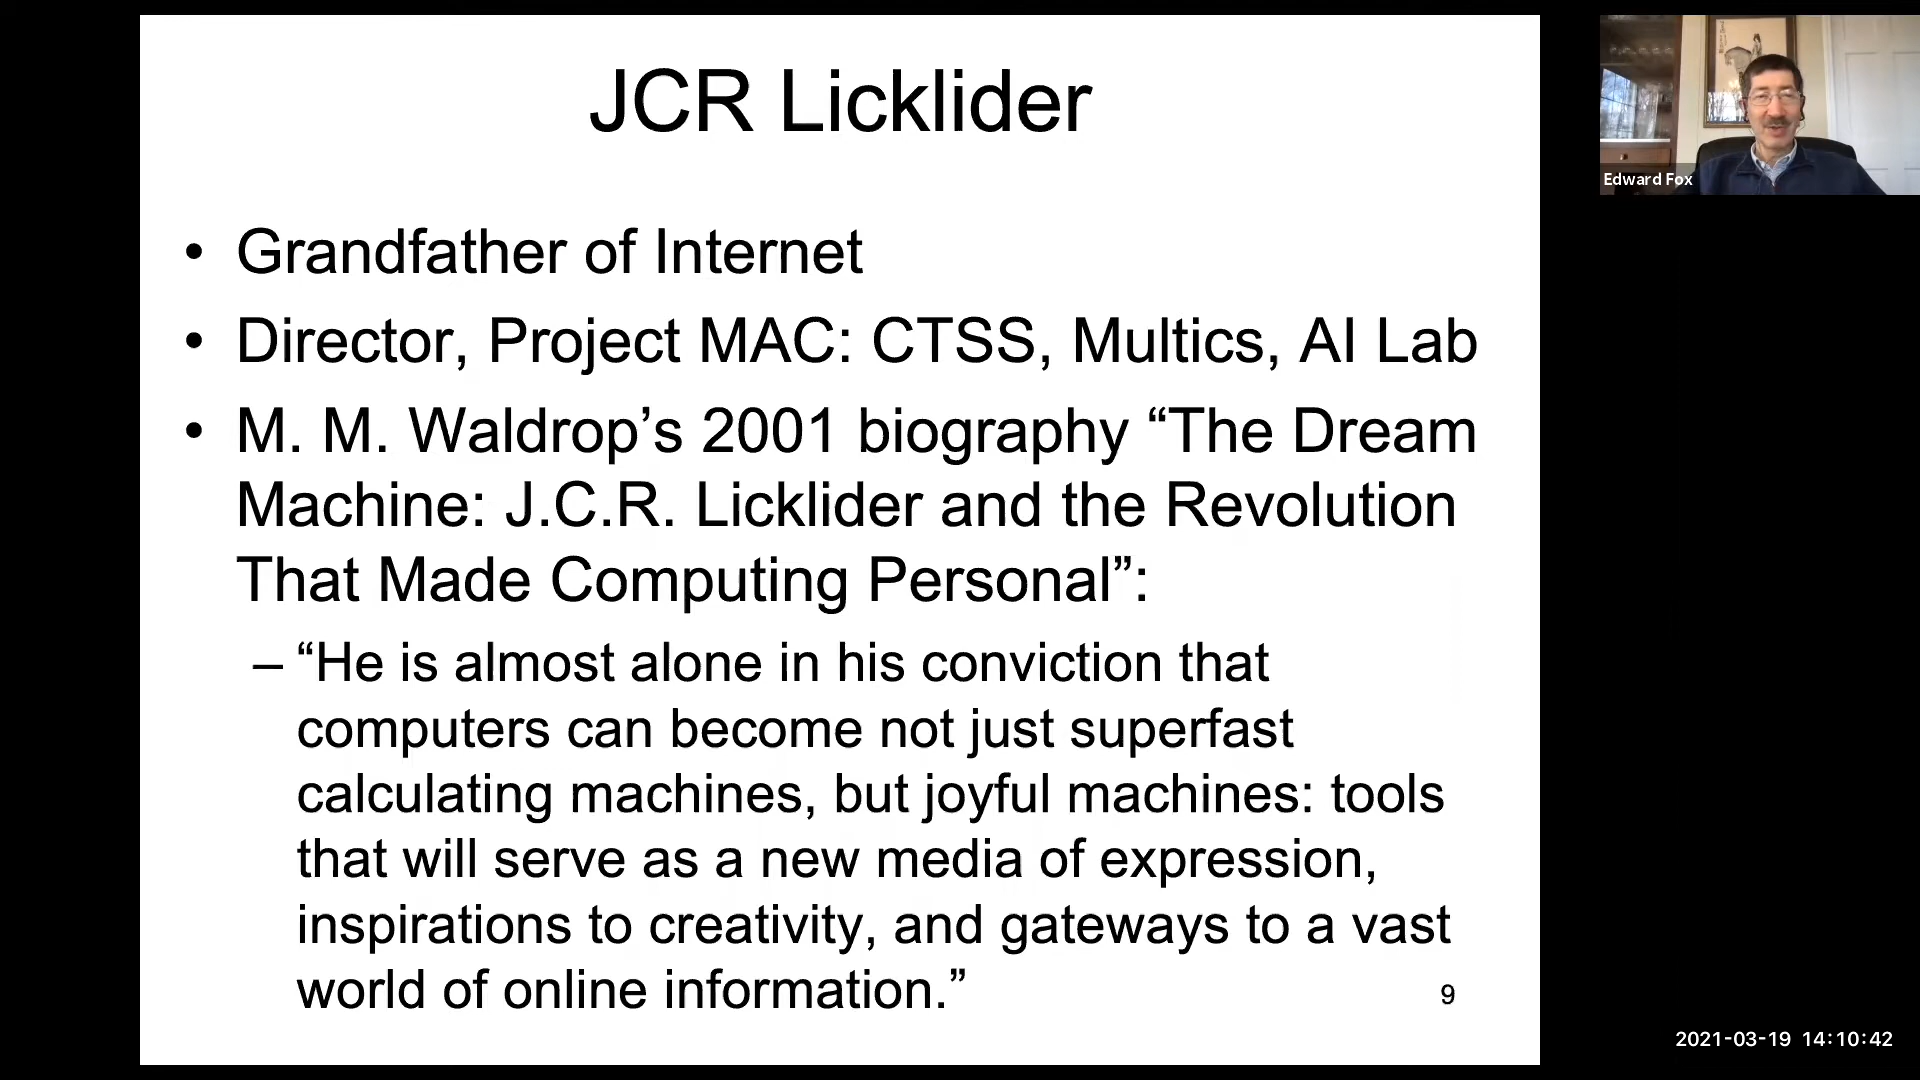 JCR Licklider
• Grandfather of Internet
• Director, Project MAC: CTSS, Multics, AI Lab
• M. M. Waldrop’s 2001 biography “The Dream
Machine: J.C.R. Licklider and the Revolution
That Made Computing Personal”:
– “He is almost alone in his conviction that
computers can become not just superfast
calculating machines, but joyful machines: tools
that will serve as a new media of expression,
inspirations to creativity, and gateways to a vast
world of online information.”
9
Edward Fox
2021-03-19 14:10:42